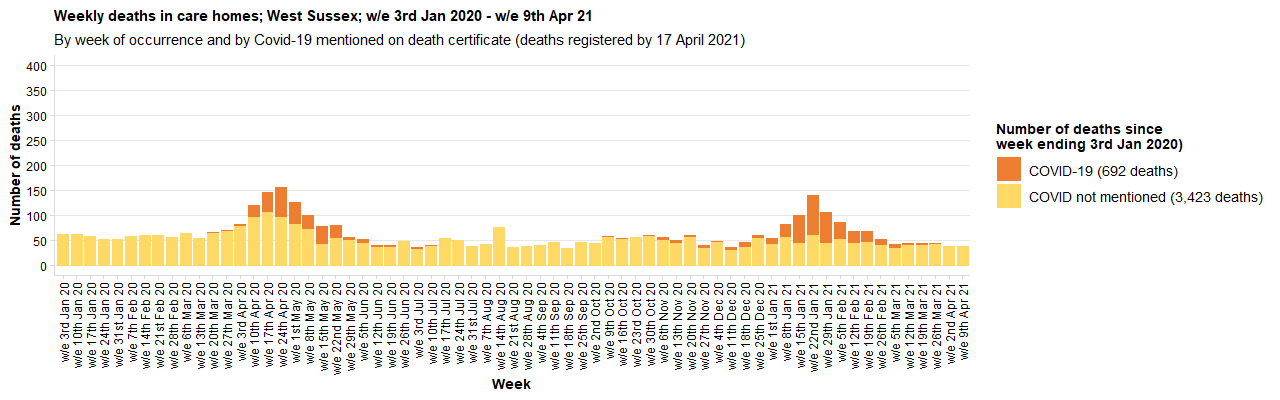 Weekly deaths in care homes; West Sussex; w/e 3rd Jan 2020 - w/e 9th Apr 21
By week of occurrence and by Covid-19 mentioned on death certificate (deaths registered by 17 April 2021)
Number of deaths
400
350
300
250
200
150
100
50
0
w/e 3rd Jan 20
w/e 10th Jan 20
w/e 17th Jan 20
w/e 24th Jan 20
w/e 31st Jan 20
w/e 7th Feb 20
w/e 14th Feb 20
w/e 21st Feb 20
w/e 28th Feb 20
w/e 6th Mar 20
w/e 13th Mar 20
w/e 20th Mar 20
w/e 27th Mar 20
w/e 3rd Apr 20
w/e 10th Apr 20
w/e 17th Apr 20
w/e 24th Apr 20
w/e 1st May 20
w/e 8th May 20
w/e 15th May 20
w/e 22nd May 20
w/e 29th May 20
w/e 5th Jun 20
w/e 12th Jun 20
w/e 19th Jun 20
w/e 26th Jun 20
w/e 3rd Jul 20
w/e 10th Jul 20
w/e 17th Jul 20
w/e 24th Jul 20
w/e 31st Jul 20
w/e 7th Aug 20
w/e 14th Aug 20
w/e 21st Aug 20
w/e 28th Aug 20
w/e 4th Sep 20
w/e 11th Sep 20
w/e 18th Sep 20
w/e 25th Sep 20
w/e 2nd Oct 20
w/e 9th Oct 20
w/e 16th Oct 20
w/e 23rd Oct 20
w/e 30th Oct 20
w/e 6th Nov 20
w/e 13th Nov 20
w/e 20th Nov 20
w/e 27th Nov 20
w/e 4th Dec 20
w/e 11th Dec 20
w/e 18th Dec 20
w/e 25th Dec 20
w/e 1st Jan 21
w/e 8th Jan 21
w/e 15th Jan 21
w/e 22nd Jan 21
w/e 29th Jan 21
w/e 5th Feb 21
w/e 12th Feb 21
w/e 19th Feb 21
w/e 26th Feb 21
w/e 5th Mar 21
w/e 12th Mar 21
w/e 19th Mar 21
w/e 26th Mar 21
w/e 2nd Apr 21
w/e 9th Apr 21
Week
Number of deaths since
week ending 3rd Jan 2020)
COVID-19 (692 deaths)
COVID not mentioned (3,423 deaths)